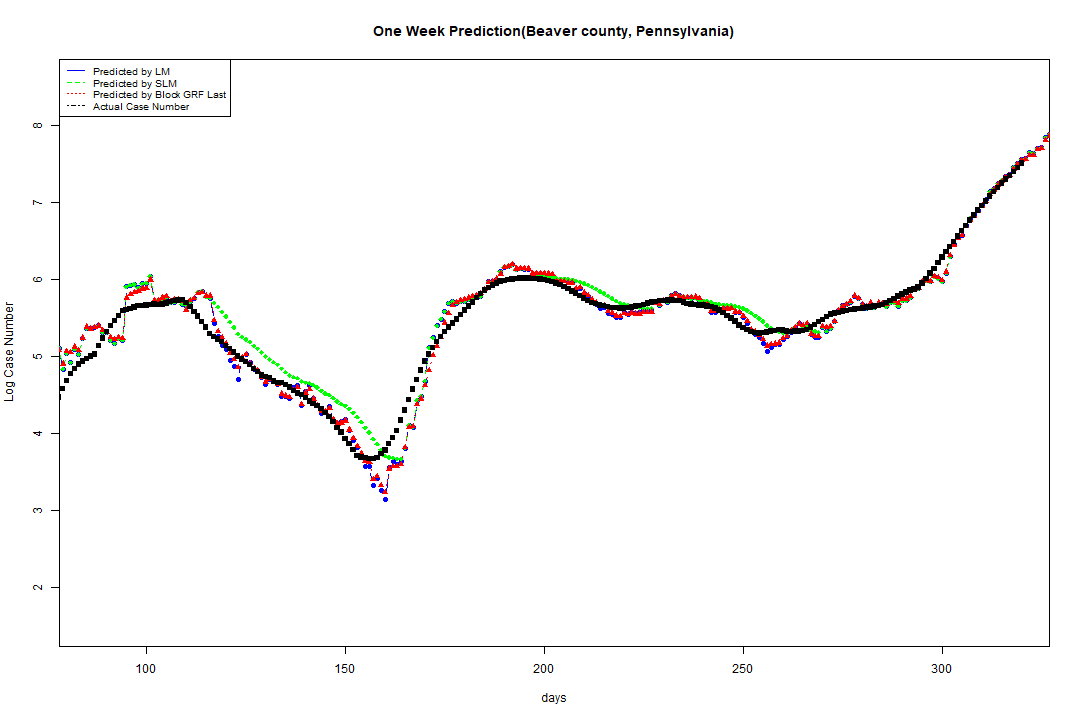 One Week Prediction(Beaver county, Pennsylvania)
Predicted by LM
Predicted by SLM
Predicted by Block GRF Last
Actual Case Number
8
7
6
5
4
3
2
Log Case Number
100 150 200 250 300
days